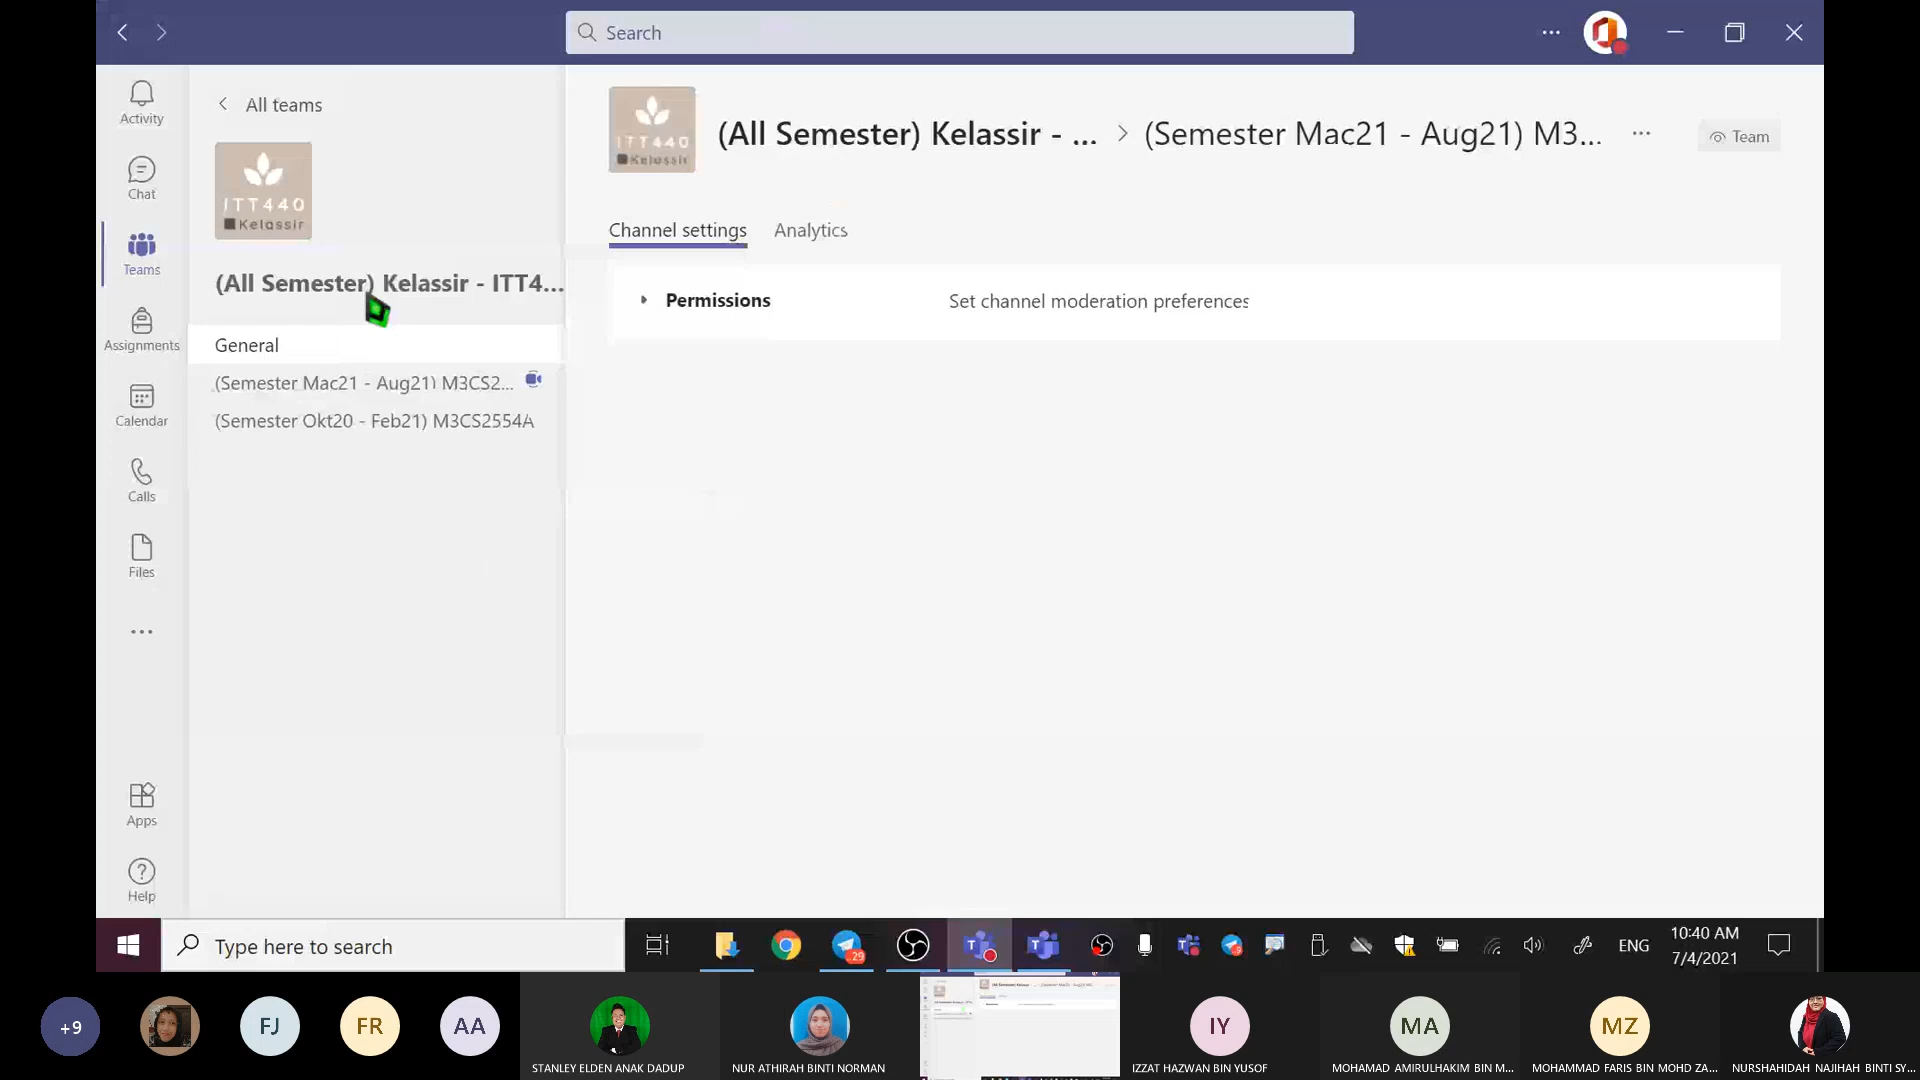 Search
Activity
Chat
Teams
Assignments
Calendar
Calls
Files
Apps
Help
All teams
ITT440
Kelassir
(All Semester) Kelassir - ITT4...
General
(Semester Mac21 - Aug21) M3CS2...
(Semester Okt20 - Feb21) M3CS2554A
ITT440
Kelassir
(All Semester) Kelassir - ... > (Semester Mac21 - Aug21) M3... ...
Team
Channel settings Analytics
Permissions Set channel moderation preferences
Type here to search
29
ENG
10:40 AM
7/4/2021
+9
FJ
FR
AA
STANLEY ELDEN ANAK DADUP
NUR ATHIRAH BINTI NORMAN
IY
IZZAT HAZWAN BIN YUSOF
MA
MOHAMAD AMIRULHAKIM BIN M...
MZ
MOHAMMAD FARIS BIN MOHD ZA...
NURSHAHIDAH NAJIHAH BINTI SY...